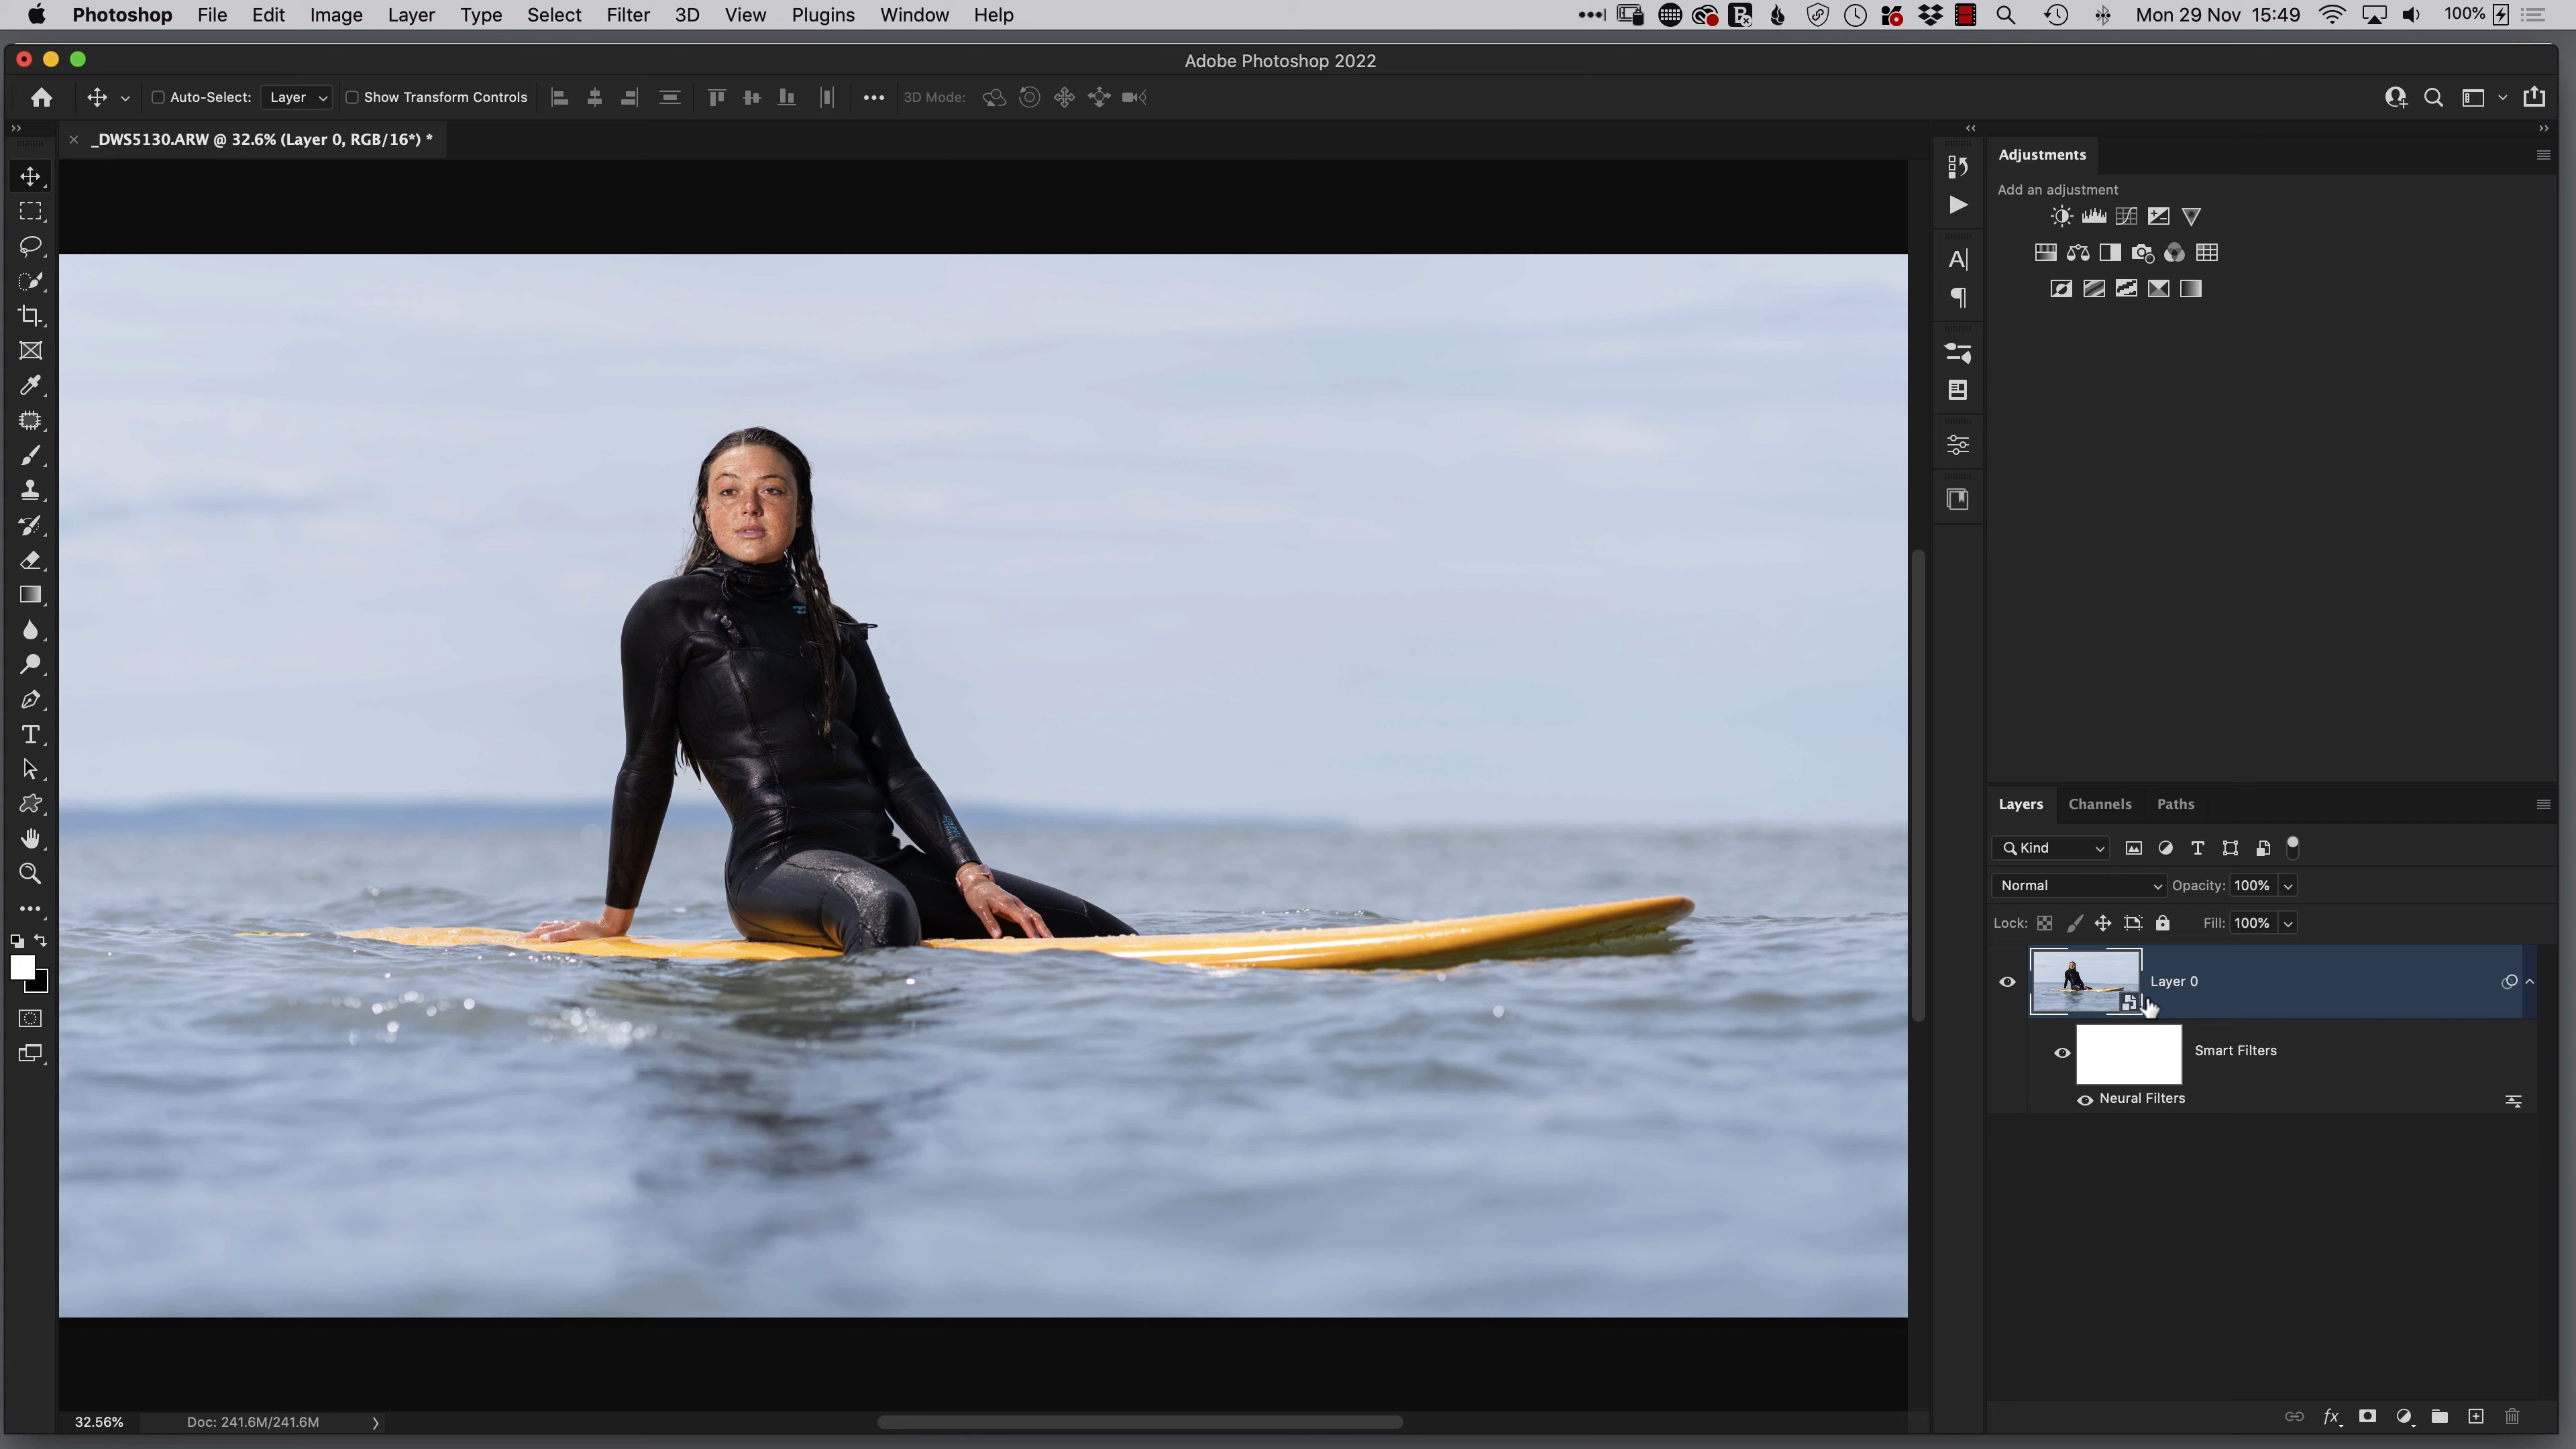 Photoshop File Edit Image Layer Type Select Filter 3D View Plugins Window Help Mon 29 Nov 15:49 100%
Adobe Photoshop 2022
Auto-Select: Layer Show Transform Controls 3D Mode:
_DWS5130.ARW @ 32.6% (Layer 0, RGB/16*) *
Adjustments
Add an adjustment
Layers Channels Paths
Kind
Normal Opacity: 100%
Lock: Fill: 100%
Layer 0
Smart Filters
Neural Filters
32.56% Doc: 241.6M/241.6M